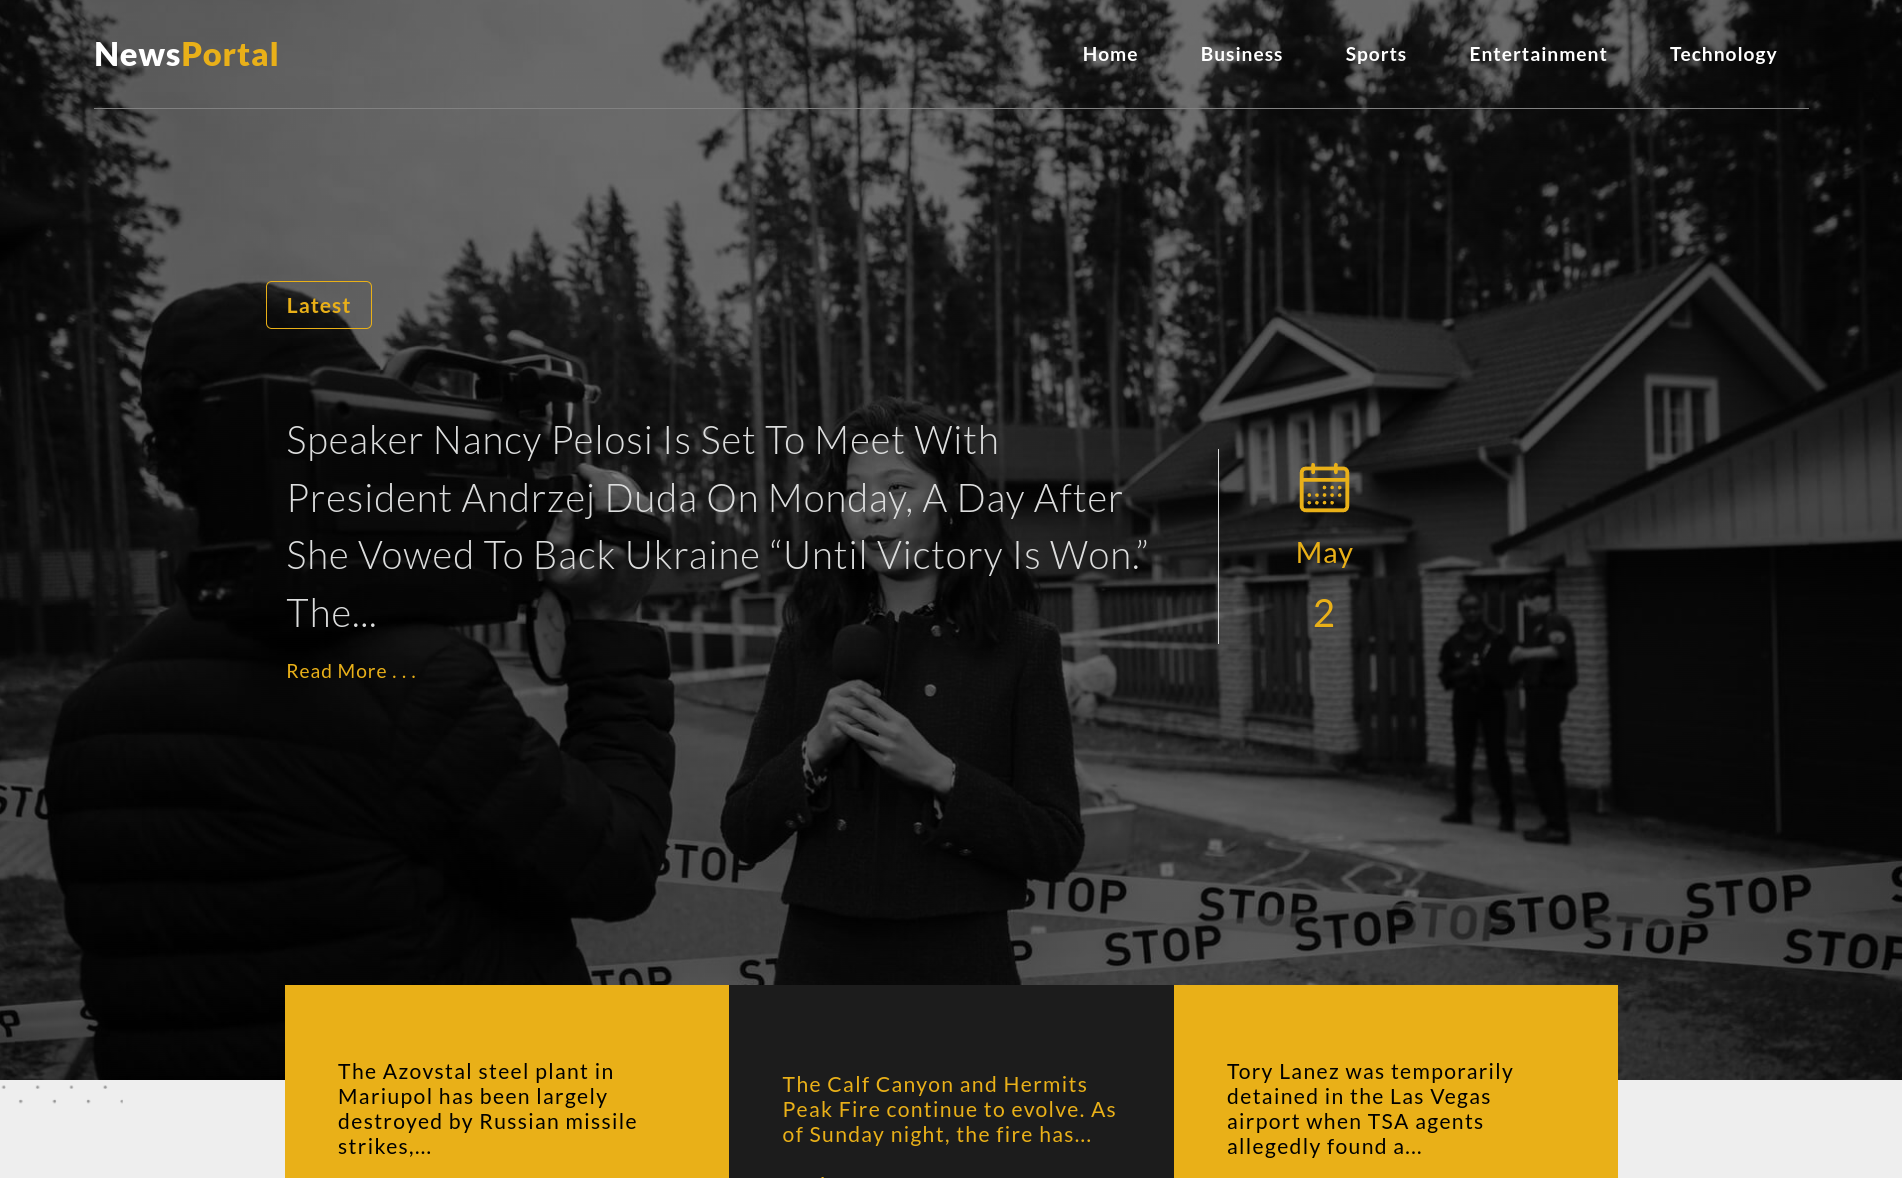 NewsPortal
Home Business Sports Entertainment Technology
Latest
Speaker Nancy Pelosi Is Set To Meet With
President Andrzej Duda On Monday, A Day After
She Vowed To Back Ukraine “Until Victory Is Won.”
The...
Read More . . .
May
2
STOP
STOP
STOP
STOP
STOP
STOP
STOP
STOP
STOP
STOP
STOP
STOP
The Azovstal steel plant in
Mariupol has been largely
destroyed by Russian missile
strikes,...
The Calf Canyon and Hermits
Peak Fire continue to evolve. As
of Sunday night, the fire has...
Tory Lanez was temporarily
detained in the Las Vegas
airport when TSA agents
allegedly found a...